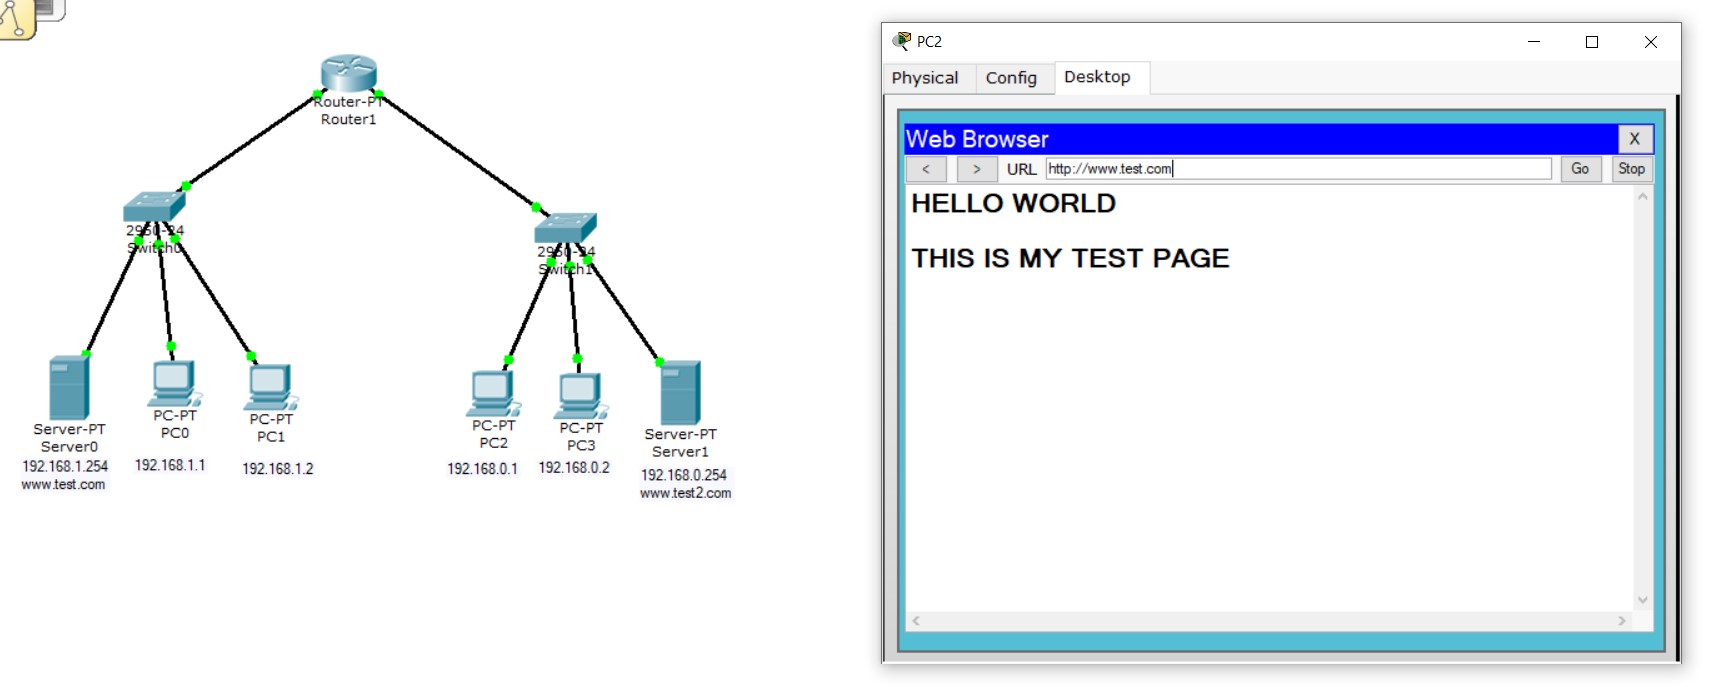 Router-PT
Router1
2950-24
Switch0
2950-24
Switch1
Server-PT
Server0
192.168.1.254
www.test.com
PC-PT
PC0
192.168.1.1
PC-PT
PC1
192.168.1.2
PC-PT
PC2
192.168.0.1
PC-PT
PC3
192.168.0.2
Server-PT
Server1
192.168.0.254
www.test2.com
PC2
Physical Config Desktop
Web Browser X
< > URL http://www.test.com Go Stop
HELLO WORLD
THIS IS MY TEST PAGE